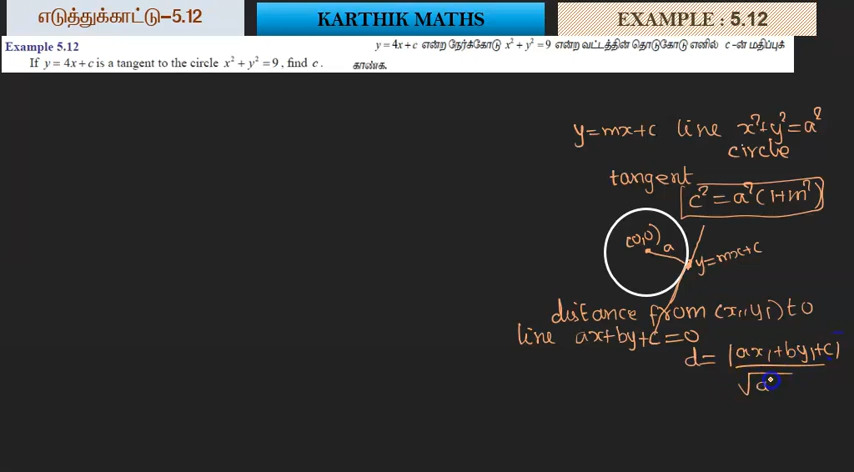 எடுத்துக்காட்டு-5.12
KARTHIK MATHS
EXAMPLE : 5.12
Example 5.12
If y = 4x + c is a tangent to the circle x² + y² = 9 , find c .
y = 4x + c என்ற நேர்க்கோடு x² + y² = 9 என்ற வட்டத்தின் தொடுகோடு எனில் c -ன் மதிப்புக்
காண்க.
y=mx+c line x²+y²=a²
circle
tangent
c²=a²(1+m²)
(0,0)
a
y=mx+c
distance from (x₁,y₁) to
line ax+by+c=0
d= |ax₁+by₁+c|
√a